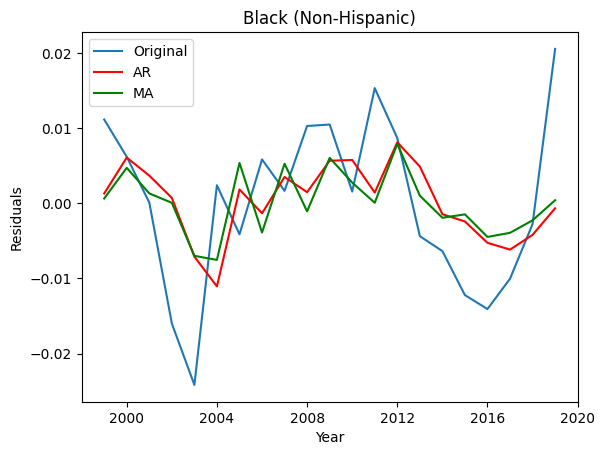 Black (Non-Hispanic)
Original
AR
MA
0.02
0.01
0.00
−0.01
−0.02
Residuals
2000 2004 2008 2012 2016 2020
Year